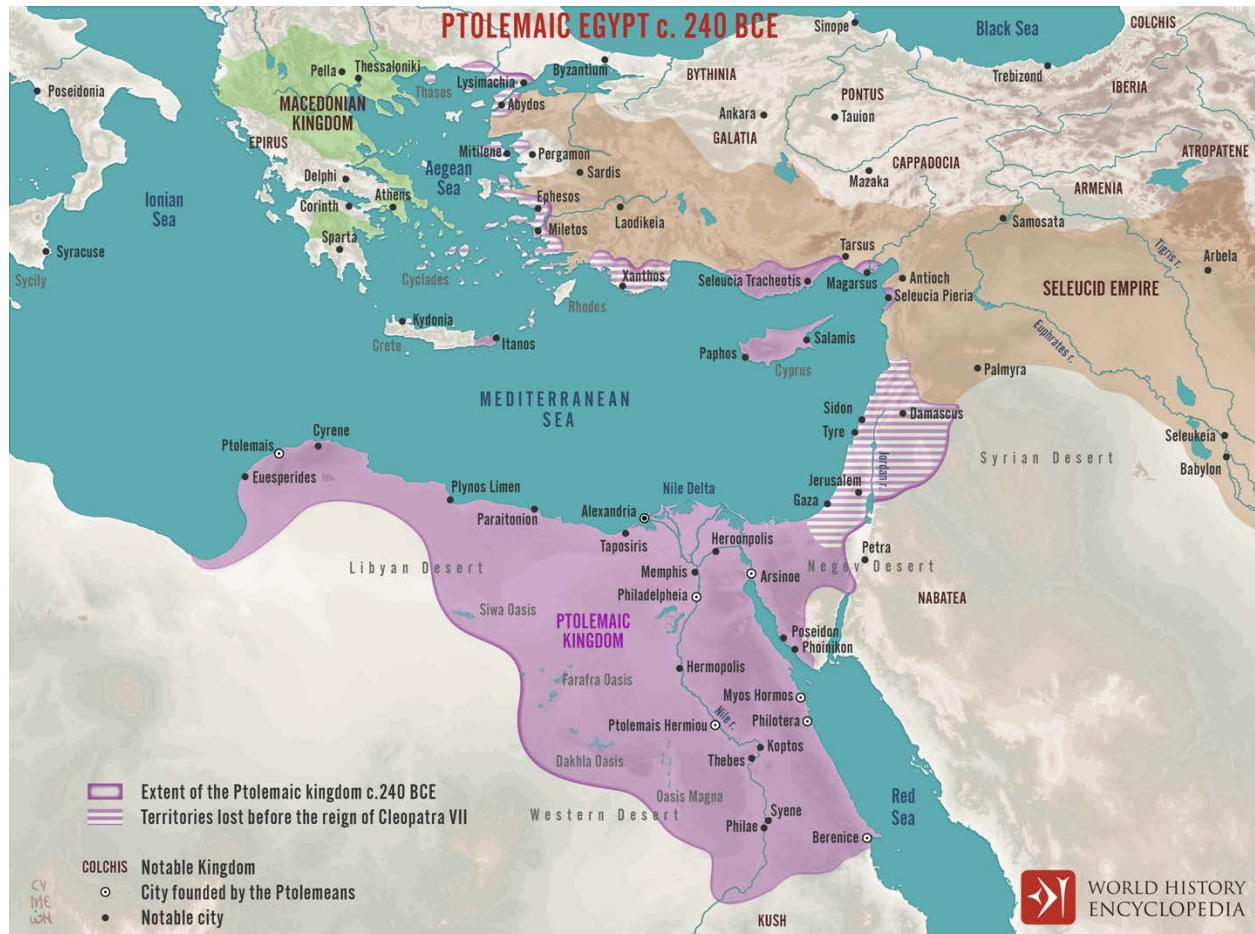 PTOLEMAIC EGYPT c. 240 BCE
Sinope
Black Sea
COLCHIS
Poseidonia
Pella
Thessaloniki
Thasos
Lysimachia
Byzantium
BYTHINIA
Trebizond
IBERIA
MACEDONIAN
KINGDOM
Abydos
Ankara
PONTUS
Tauion
GALATIA
ATROPATENE
EPIRUS
Mitilene
Pergamon
Ionian
Sea
Delphi
Aegean
Sea
Sardis
CAPPADOCIA
Mazaka
ARMENIA
Corinth
Athens
Ephesos
Laodikeia
Samosata
Miletos
Sparta
Syracuse
Sycily
Tarsus
Tigris r.
Arbela
Cyclades
Xanthos
Seleucia Tracheotis
Magarsus
Antioch
Seleucia Pieria
SELEUCID EMPIRE
Rhodes
Kydonia
Crete
Itanos
Euphrates r.
Salamis
Paphos
Cyprus
Palmyra
MEDITERRANEAN
SEA
Sidon
Damascus
Tyre
Ptolemais
Cyrene
Seleukeia
Babylon
Syrian Desert
Jordan r.
Euesperides
Plynos Limen
Nile Delta
Jerusalem
Gaza
Paraitonion
Alexandria
Taposiris
Heroonpolis
Petra
Libyan Desert
Memphis
Arsinoe
Negev Desert
Philadelpheia
NABATEA
Siwa Oasis
PTOLEMAIC
KINGDOM
Poseidon
Phoinikon
Hermopolis
Farafra Oasis
Myos Hormos
Nile r.
Ptolemais Hermiou
Philotera
Koptos
Dakhla Oasis
Thebes
Oasis Magna
Western Desert
Syene
Philae
Red
Sea
Berenice
KUSH
Extent of the Ptolemaic kingdom c.240 BCE
Territories lost before the reign of Cleopatra VII
COLCHIS Notable Kingdom
City founded by the Ptolemeans
Notable city
CY
ME
WORLD HISTORY
ENCYCLOPEDIA